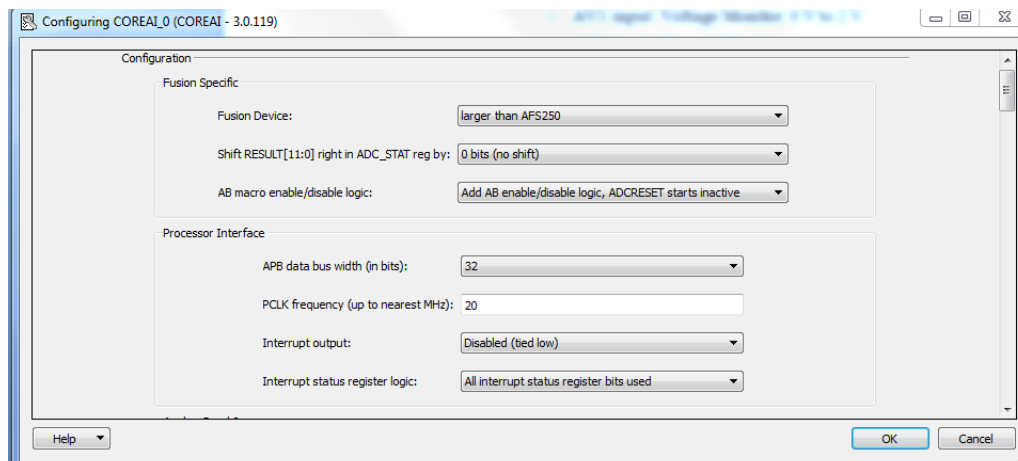 Configuring COREAI_0 (COREAI - 3.0.119)
Configuration
Fusion Specific
Fusion Device: larger than AFS250
Shift RESULT[11:0] right in ADC_STAT reg by: 0 bits (no shift)
AB macro enable/disable logic: Add AB enable/disable logic, ADCRESET starts inactive
Processor Interface
APB data bus width (in bits): 32
PCLK frequency (up to nearest MHz): 20
Interrupt output: Disabled (tied low)
Interrupt status register logic: All interrupt status register bits used
Help
OK Cancel